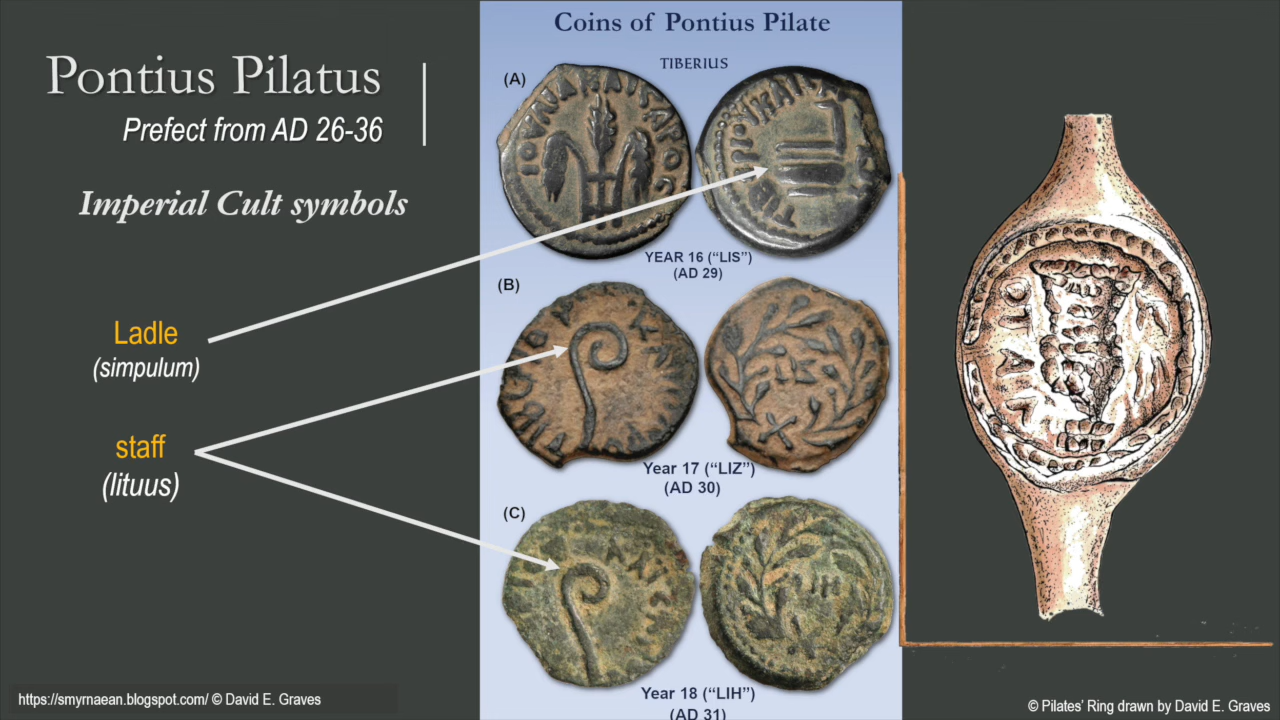 Pontius Pilatus
Prefect from AD 26-36
Imperial Cult symbols
Ladle
(simpulum)
staff
(lituus)
https://smyrnaean.blogspot.com/ © David E. Graves
Coins of Pontius Pilate
TIBERIUS
(A)
YEAR 16 (“LIS”)
(AD 29)
(B)
Year 17 (“LIZ”)
(AD 30)
(C)
Year 18 (“LIH”)
(AD 31)
© Pilates’ Ring drawn by David E. Graves